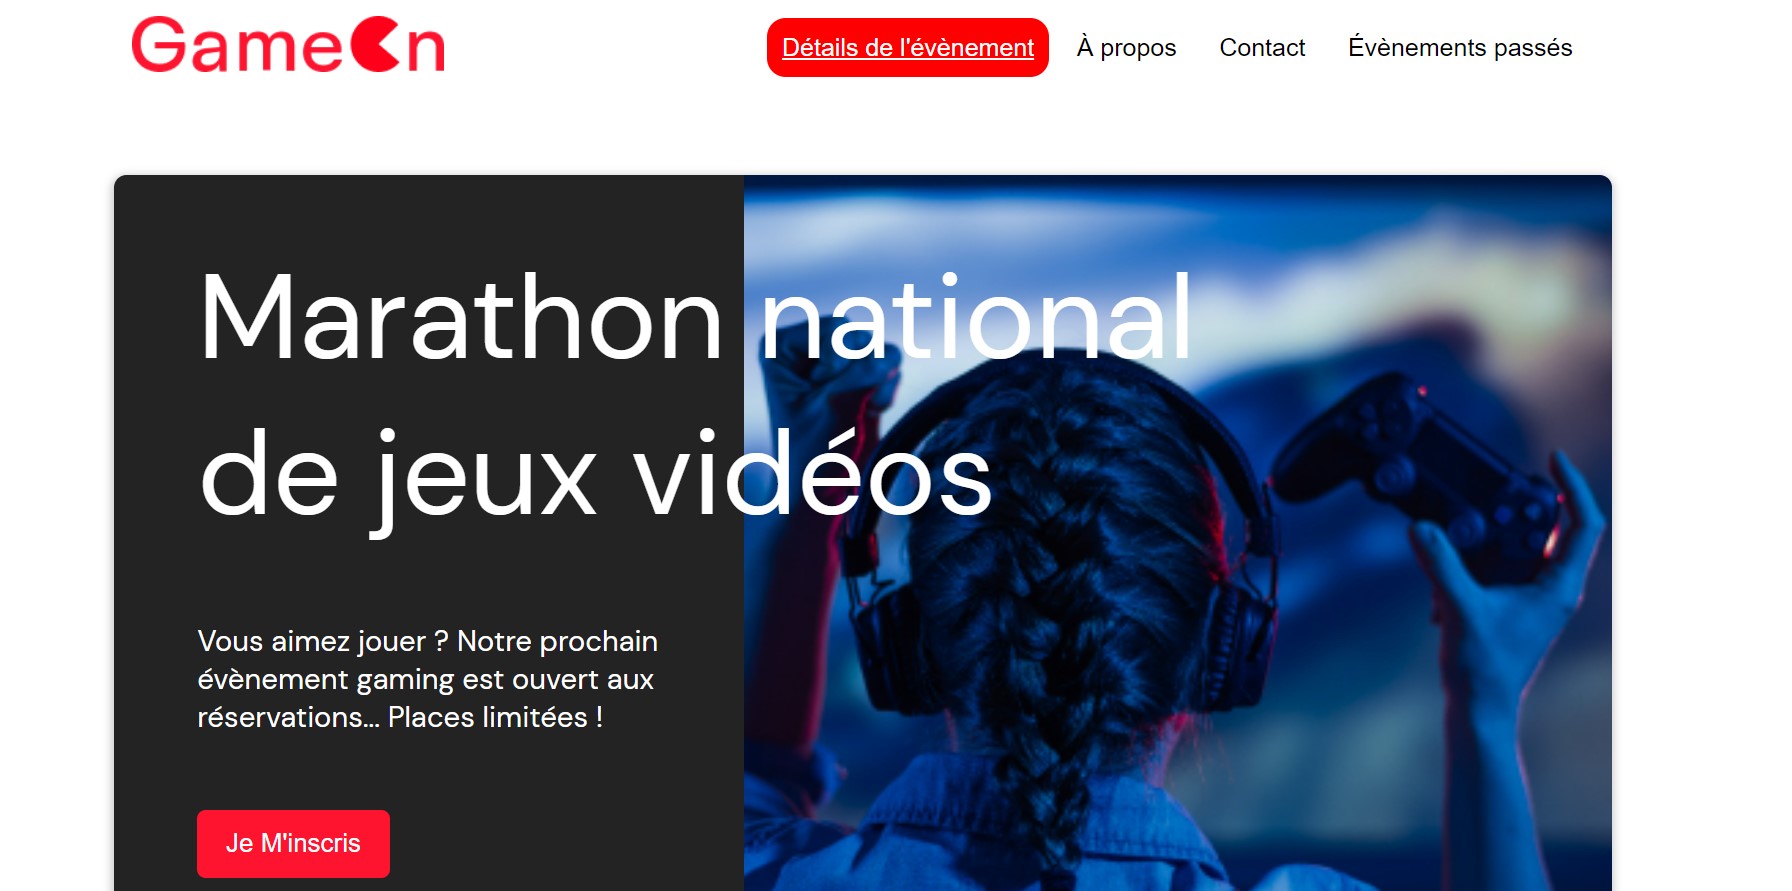 GameOn
Détails de l'évènement À propos Contact Évènements passés
Marathon national
de jeux vidéos
Vous aimez jouer ? Notre prochain
évènement gaming est ouvert aux
réservations... Places limitées !
Je M'inscris